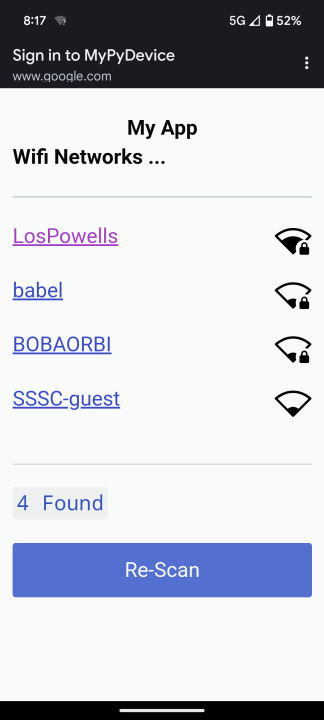 8:17 5G 52%
Sign in to MyPyDevice
www.google.com
My App
Wifi Networks ...
LosPowells
babel
BOBAORBI
SSSC-guest
4 Found
Re-Scan